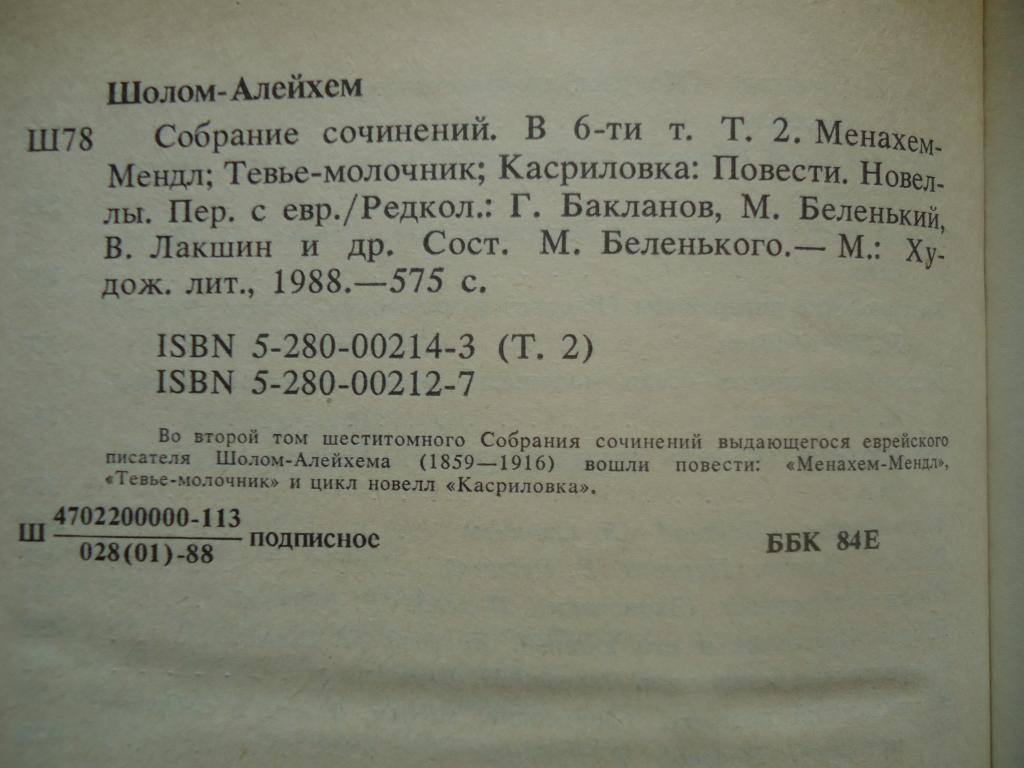 Шолом-Алейхем
Ш78 Собрание сочинений. В 6-ти т. Т. 2. Менахем-
Мендл; Тевье-молочник; Касриловка: Повести. Новел-
лы. Пер. с евр./Редкол.: Г. Бакланов, М. Беленький,
В. Лакшин и др. Сост. М. Беленького.— М.: Ху-
дож. лит., 1988.—575 с.
ISBN 5-280-00214-3 (Т. 2)
ISBN 5-280-00212-7
Во второй том шеститомного Собрания сочинений выдающегося еврейского
писателя Шолом-Алейхема (1859—1916) вошли повести: «Менахем-Мендл»,
«Тевье-молочник» и цикл новелл «Касриловка».
Ш 4702200000-113 подписное ББК 84Е
028(01)-88